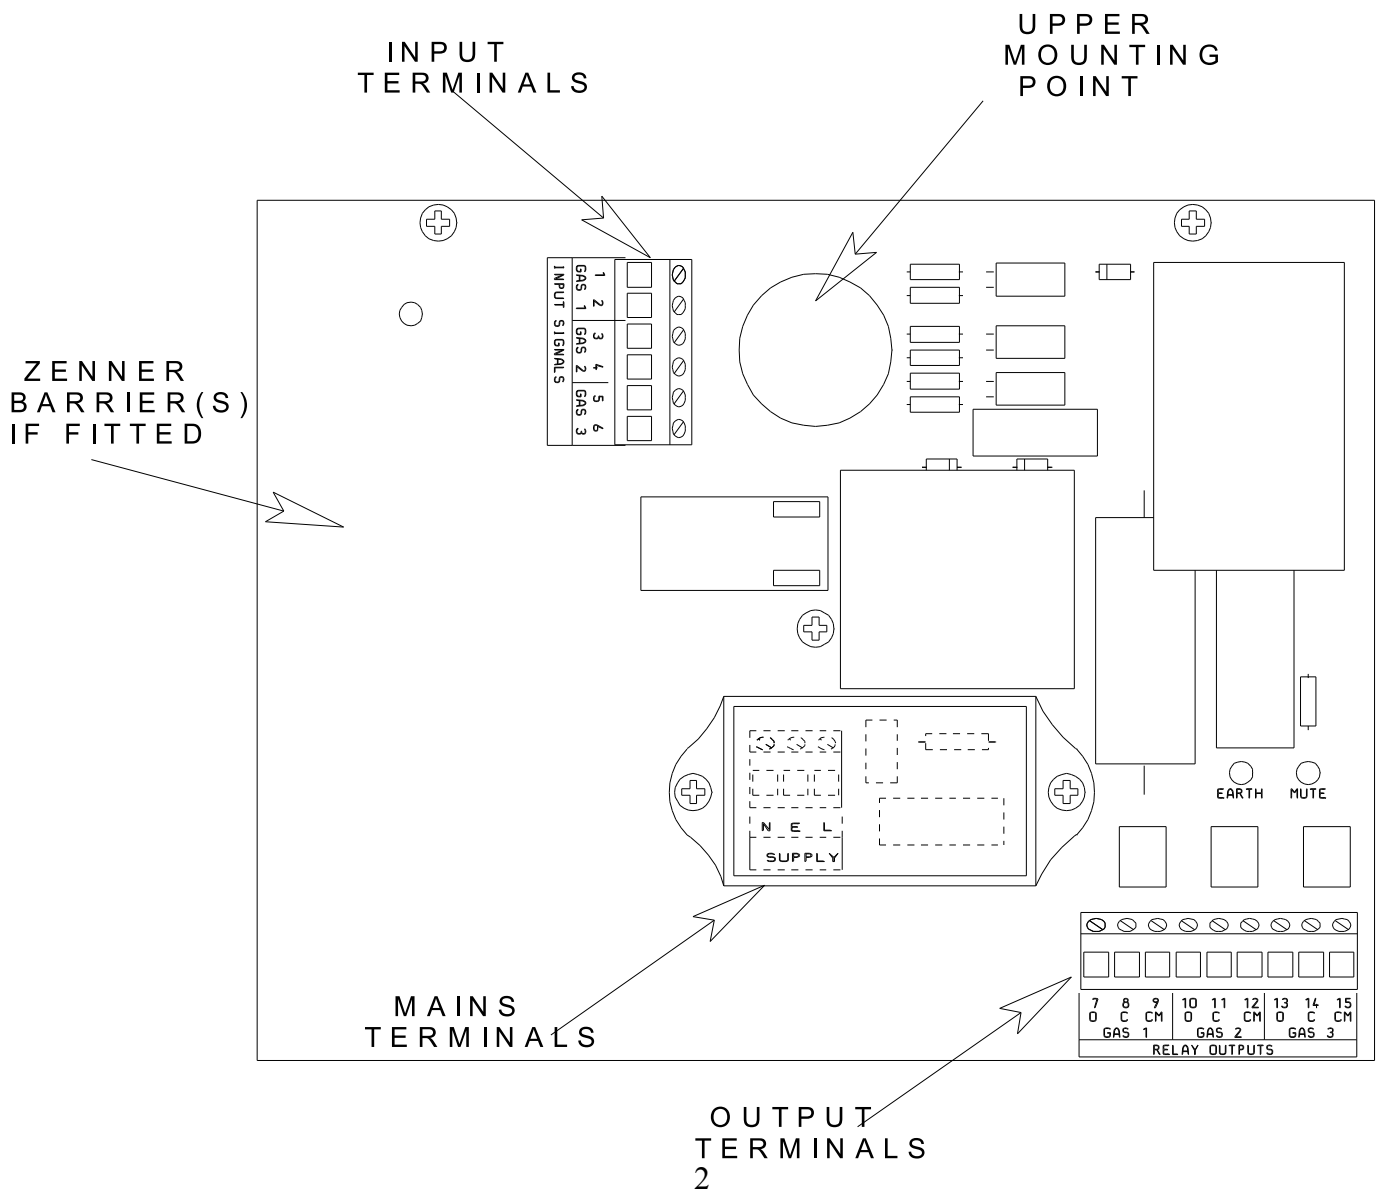 UPPER
MOUNTING
POINT
INPUT
TERMINALS
INPUT SIGNALS
GAS 1
GAS 2
GAS 3
1
2
3
4
5
6
ZENNER
BARRIER(S)
IF FITTED
EARTH MUTE
N E L
SUPPLY
MAINS
TERMINALS
7 8 9 10 11 12 13 14 15
O C CM O C CM O C CM
GAS 1 GAS 2 GAS 3
RELAY OUTPUTS
OUTPUT
TERMINALS
2